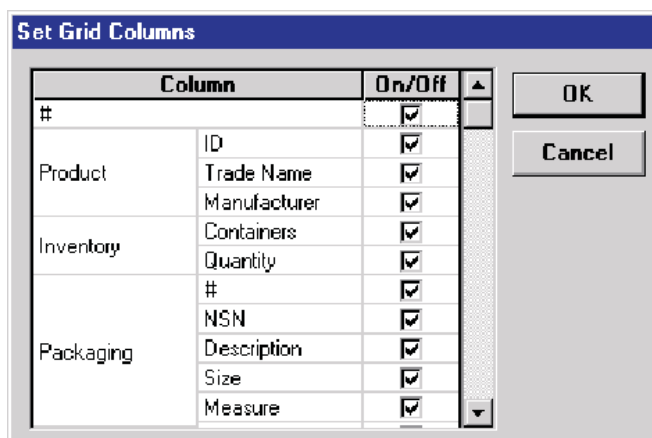 Set Grid Columns
Column On/Off
OK
#
Cancel
Product
ID
Trade Name
Manufacturer
Inventory
Containers
Quantity
Packaging
#
NSN
Description
Size
Measure